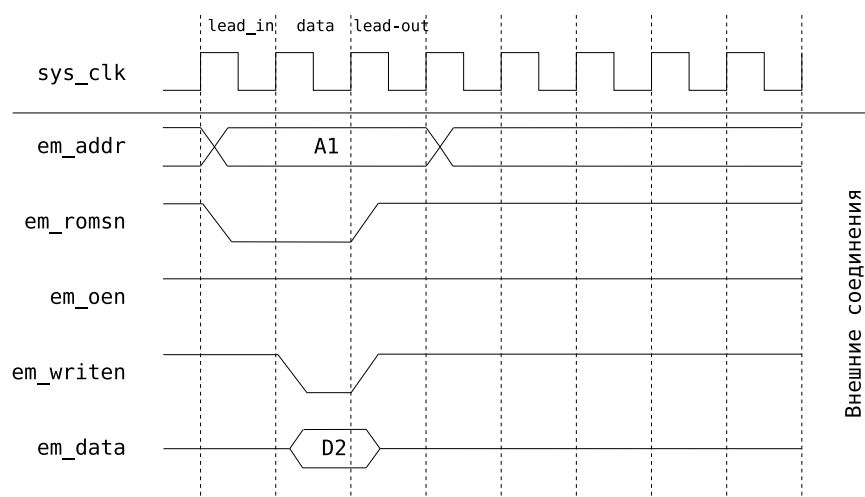 lead_in data lead-out
sys_clk
em_addr A1
em_romsn
em_oen
em_writen
em_data D2
Внешние соединения